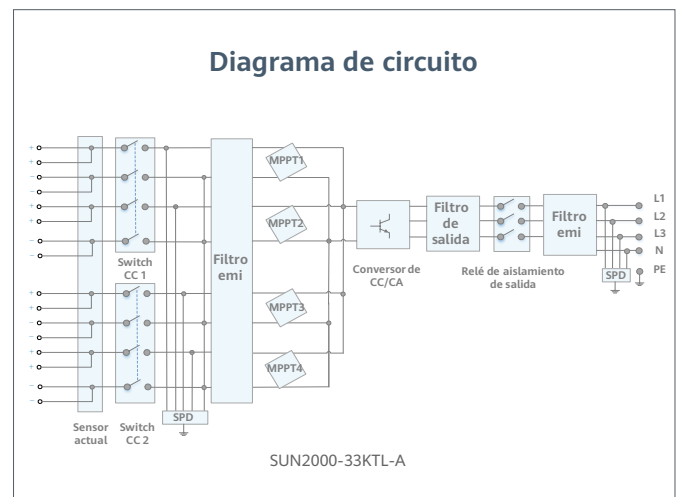 Diagrama de circuito
+
+
−
−
+
+
−
−
+
+
−
−
+
+
−
−
Sensor
actual
Switch
CC 1
Switch
CC 2
SPD
Filtro
emi
MPPT1
MPPT2
MPPT3
MPPT4
Conversor de
CC/CA
Filtro
de
salida
Relé de aislamiento
de salida
Filtro
emi
SPD
L1
L2
L3
N
PE
SUN2000-33KTL-A